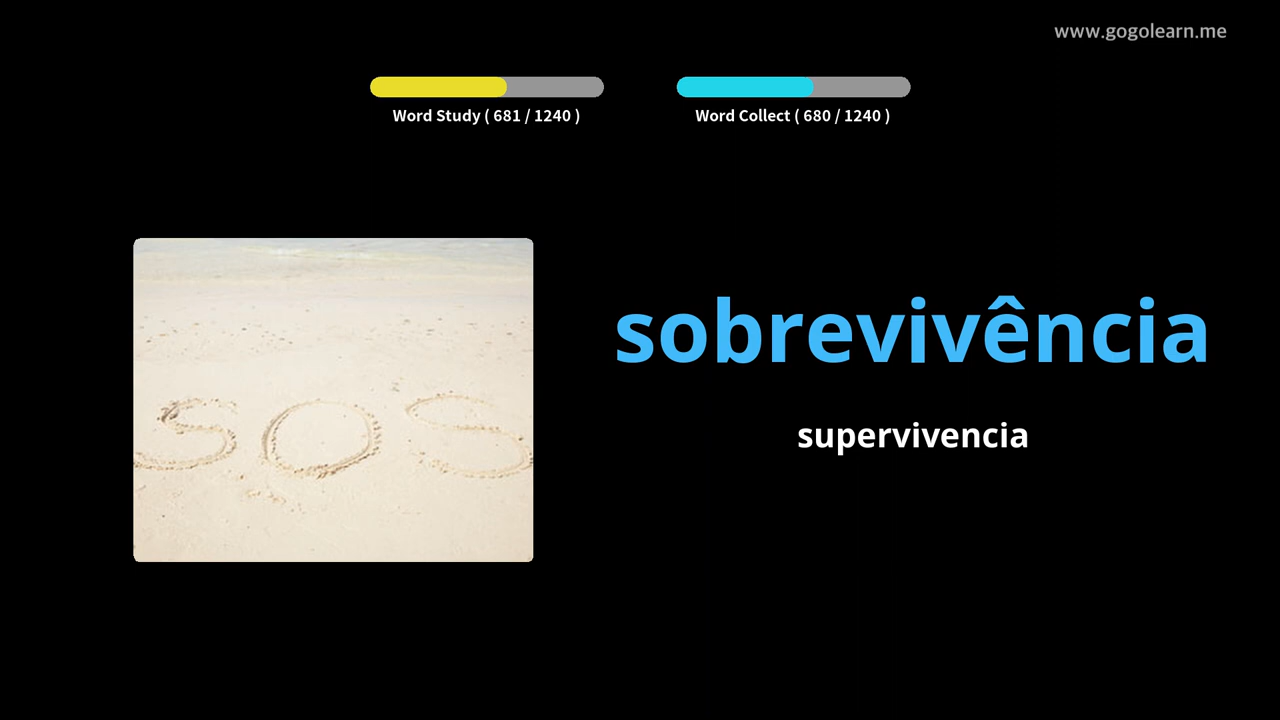 www.gogolearn.me
Word Study ( 681 / 1240 )
Word Collect ( 680 / 1240 )
sobrevivência
supervivencia
SOS